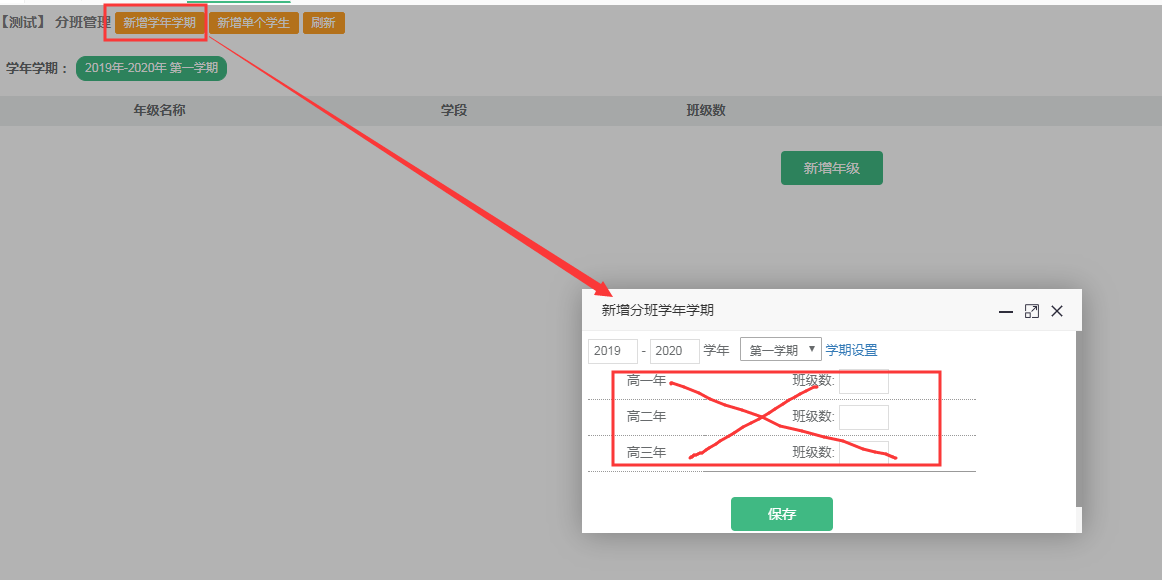 【测试】 分班管理 新增学年学期 新增单个学生 刷新
学年学期： 2019年-2020年 第一学期
年级名称 学段 班级数
新增年级
新增分班学年学期
2019 - 2020 学年 第一学期 学期设置
高一年 班级数:
高二年 班级数:
高三年 班级数:
保存